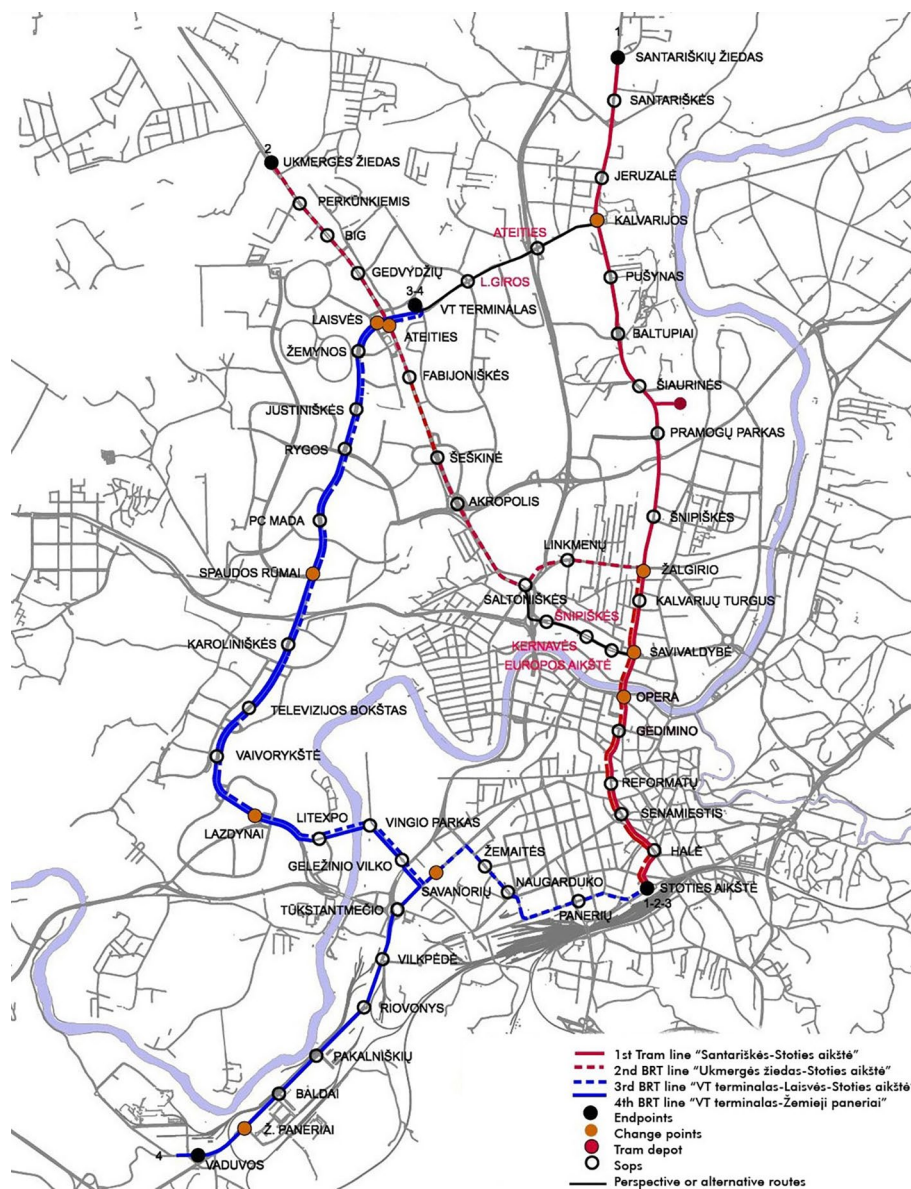 1
SANTARIŠKIŲ ŽIEDAS
SANTARIŠKĖS
2
UKMERGĖS ŽIEDAS
JERUZALĖ
PERKŪNKIEMIS
KALVARIJOS
BIG
ATEITIES
GEDVYDŽIŲ
PUŠYNAS
L.GIROS
3-4
VT TERMINALAS
LAISVĖS
ATEITIES
BALTUPIAI
ŽEMYNOS
FABIJONIŠKĖS
ŠIAURINĖS
JUSTINIŠKĖS
PRAMOGŲ PARKAS
RYGOS
ŠEŠKINĖ
AKROPOLIS
PC MADA
ŠNIPIŠKĖS
LINKMENŲ
SPAUDOS RŪMAI
ŽALGIRIO
SALTONIŠKĖS
KALVARIJŲ TURGUS
ŠNIPIŠKĖS
KAROLINIŠKĖS
KERNAVĖS
SAVIVALDYBĖ
EUROPOS AIKŠTĖ
OPERA
TELEVIZIJOS BOKŠTAS
GEDIMINO
VAIVORYKŠTĖ
REFORMATŲ
LITEXPO
SENAMIESTIS
LAZDYNAI
VINGIO PARKAS
HALĖ
ŽEMAITĖS
GELEŽINIO VILKO
SAVANORIŲ
NAUGARDUKO
STOTIES AIKŠTĖ
1-2-3
TŪKSTANTMEČIO
PANERIŲ
VILKPĖDĖ
RIOVONYS
PAKALNIŠKIŲ
BALDAI
Ž. PANERIAI
4
VADUVOS
1st Tram line “Santariškės-Stoties aikštė”
2nd BRT line “Ukmergės žiedas-Stoties aikštė”
3rd BRT line “VT terminalas-Laisvės-Stoties aikštė
4th BRT line “VT terminalas-Žemieji paneriai”
Endpoints
Change points
Tram depot
Sops
Perspective or alternative routes